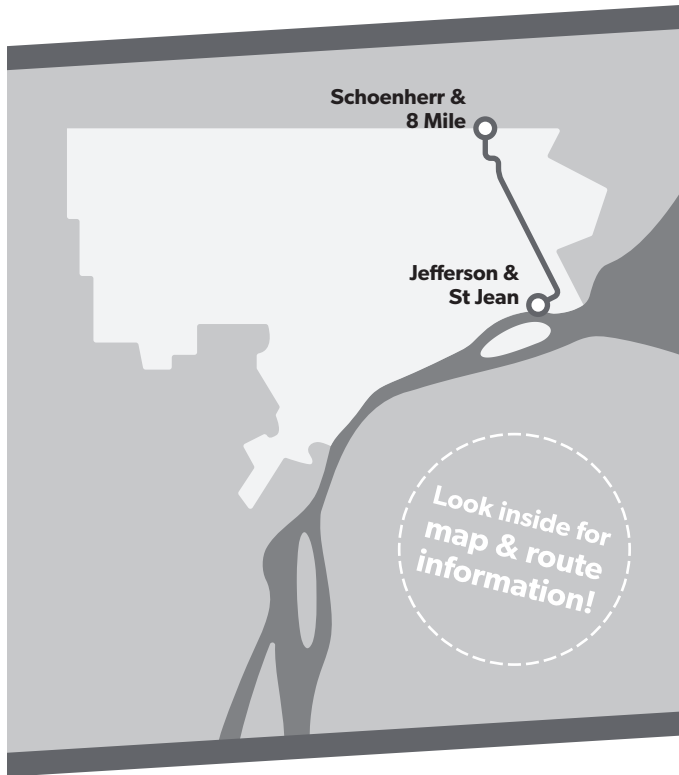 Schoenherr &
8 Mile
Jefferson &
St Jean
Look inside for
map & route
information!